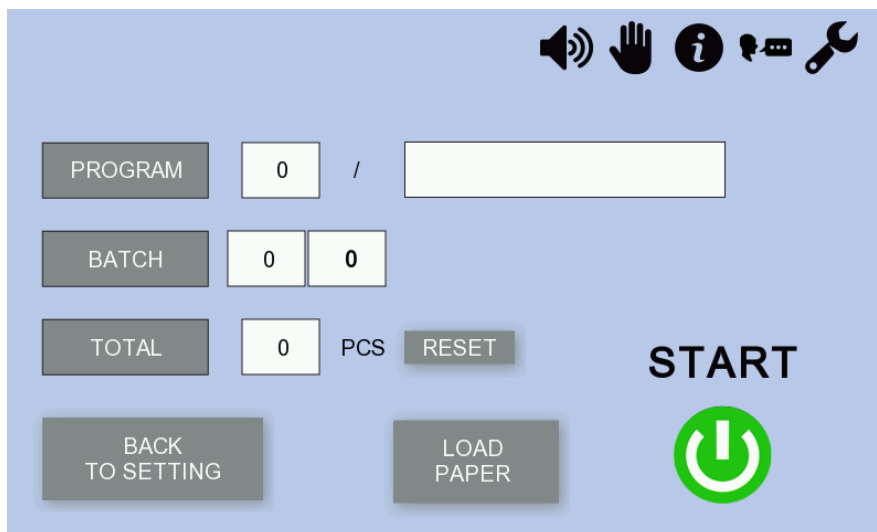 PROGRAM 0 /
BATCH 0 0
TOTAL 0 PCS RESET
START
BACK
TO SETTING
LOAD
PAPER